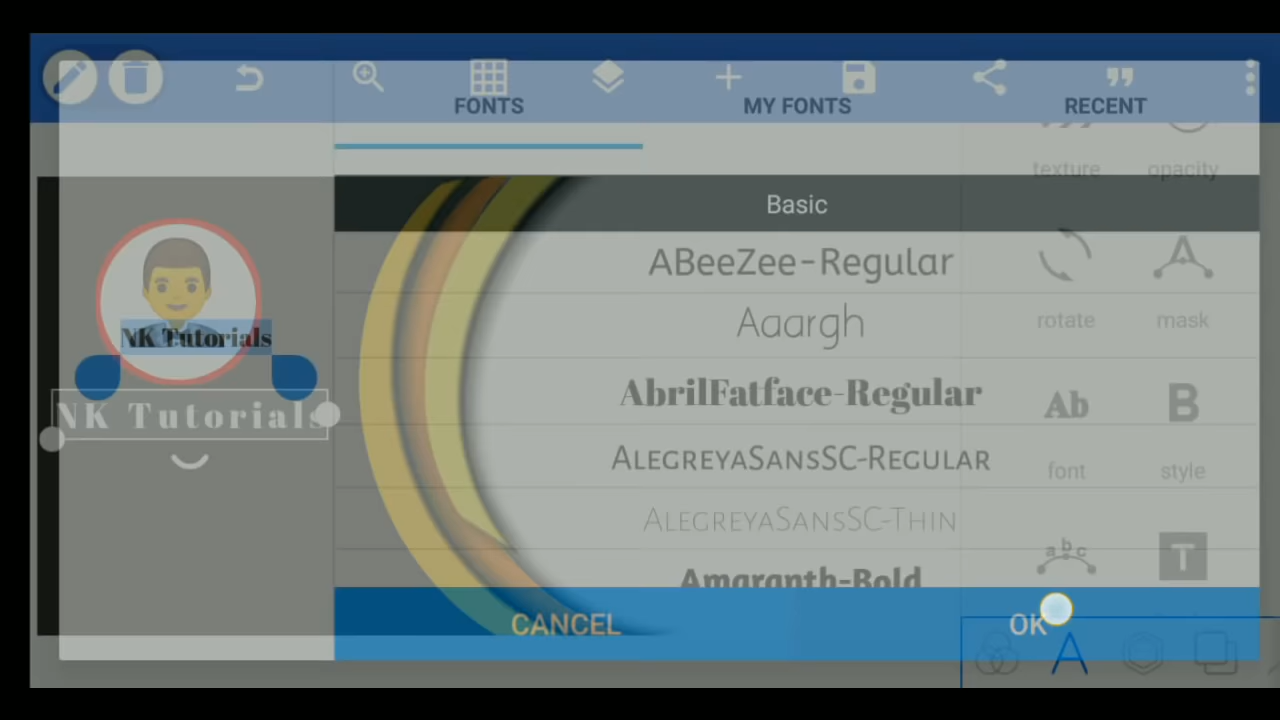 FONTS MY FONTS RECENT
texture opacity
Basic
ABeeZee-Regular
Aaargh
rotate mask
NK Tutorials
AbrilFatface-Regular
Ab B
NK Tutorials
AlegreyaSansSC-Regular
font style
AlegreyaSansSC-Thin
abc T
Amaranth-Bold
CANCEL OK
A